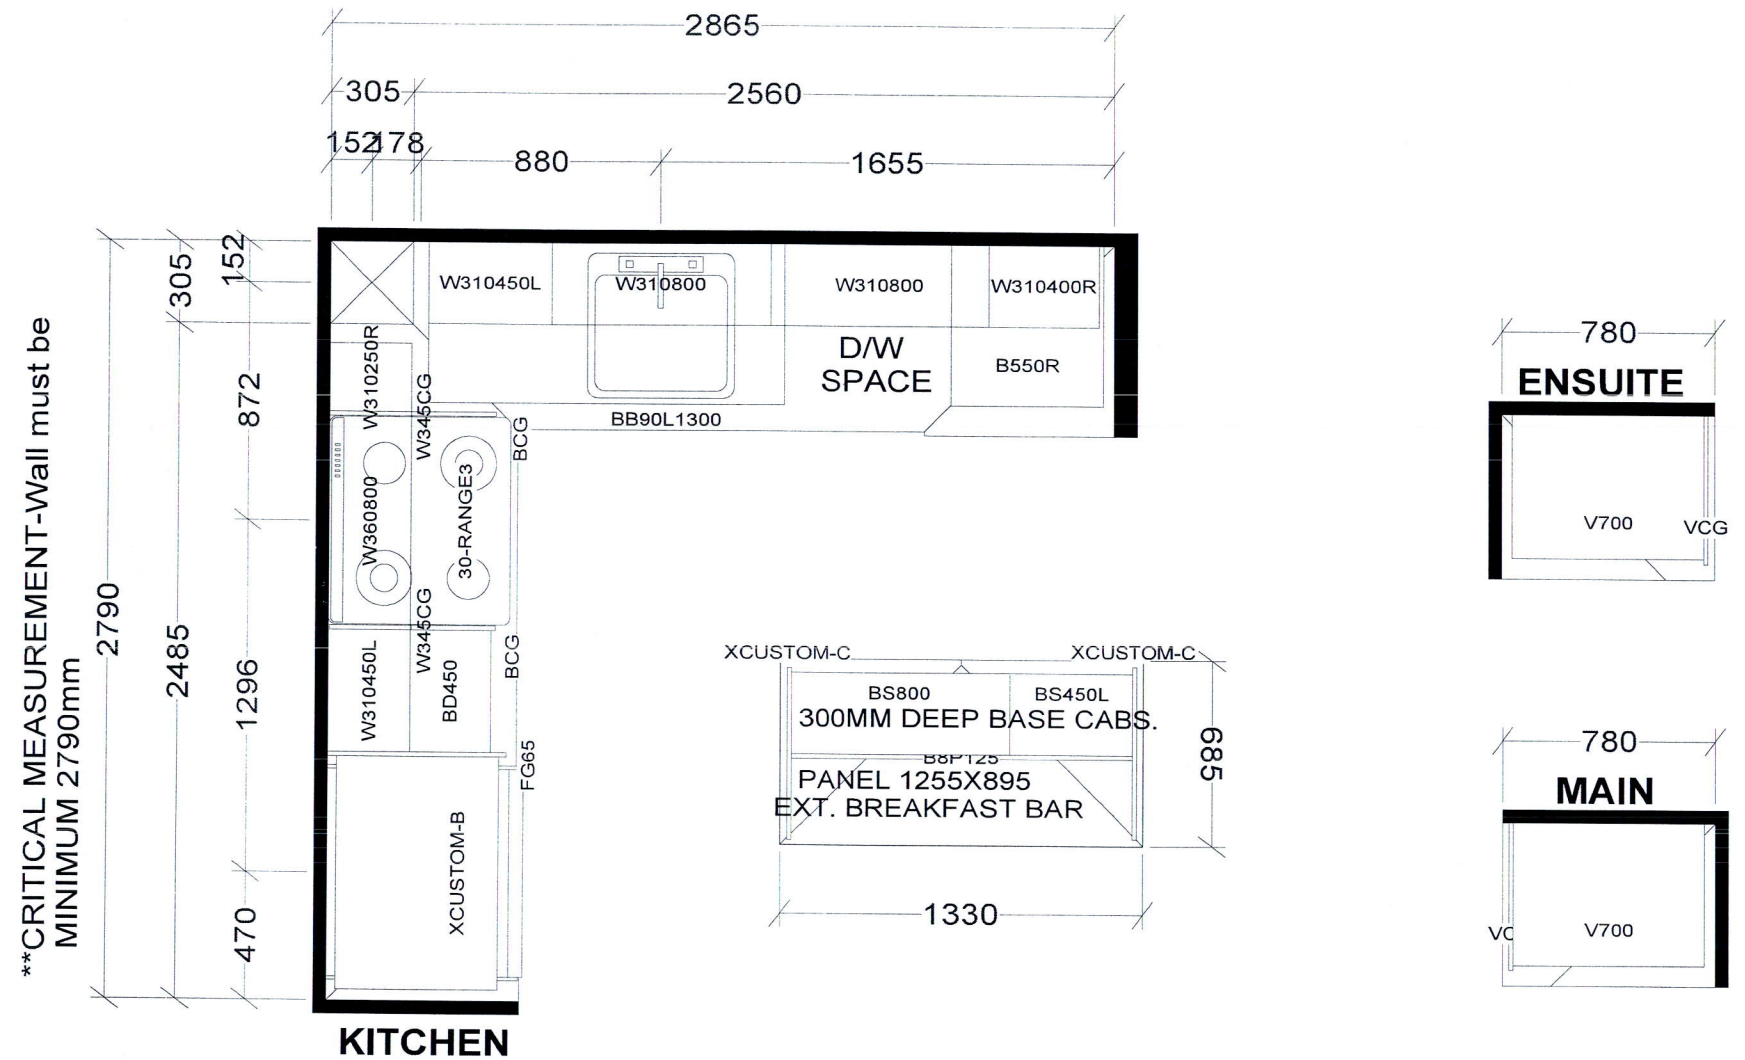 2865
305
2560
152
178
880
1655
**CRITICAL MEASUREMENT-Wall must be
MINIMUM 2790mm
2790
305
2485
152
872
1296
470
W310450L
W310800
W310800
W310400R
D/W
SPACE
B550R
BB90L1300
W310250R
W345CG
BCG
W360800
30-RANGE3
W345CG
BCG
W310450L
BD450
FG65
XCUSTOM-B
KITCHEN
XCUSTOM-C
XCUSTOM-C
BS800
BS450L
300MM DEEP BASE CABS.
PANEL 1255X895
EXT. BREAKFAST BAR
685
1330
780
ENSUITE
V700
VCG
780
MAIN
VC
V700